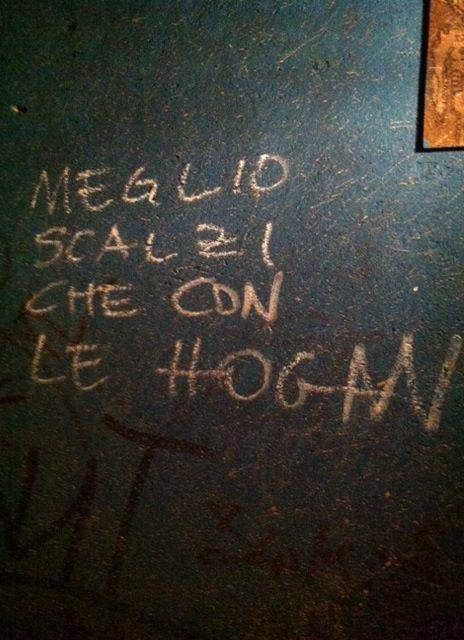 MEGLIO
SCALZI
CHE CON
LE HOGAN